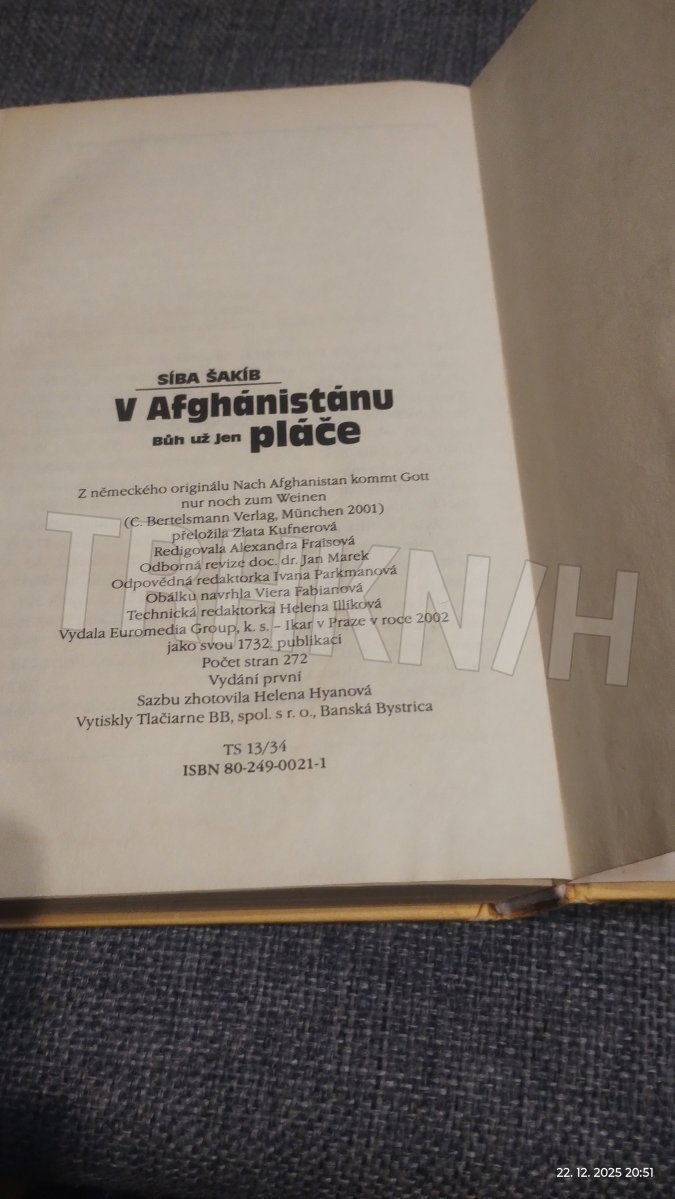 SÍBA ŠAKÍB
V Afghánistánu
Bůh už jen pláče
Z německého originálu Nach Afghanistan kommt Gott
nur noch zum Weinen
(C. Bertelsmann Verlag, München 2001)
přeložila Zlata Kufnerová
Redigovala Alexandra Fraisová
Odborná revize doc. dr. Jan Marek
Odpovědná redaktorka Ivana Parkmanová
Obálku navrhla Viera Fabianová
Technická redaktorka Helena Illíková
Vydala Euromedia Group, k. s. – Ikar v Praze v roce 2002
jako svou 1732. publikaci
Počet stran 272
Vydání první
Sazbu zhotovila Helena Hyanová
Vytiskly Tlačiarne BB, spol. s r. o., Banská Bystrica
TS 13/34
ISBN 80-249-0021-1
22. 12. 2025 20:51